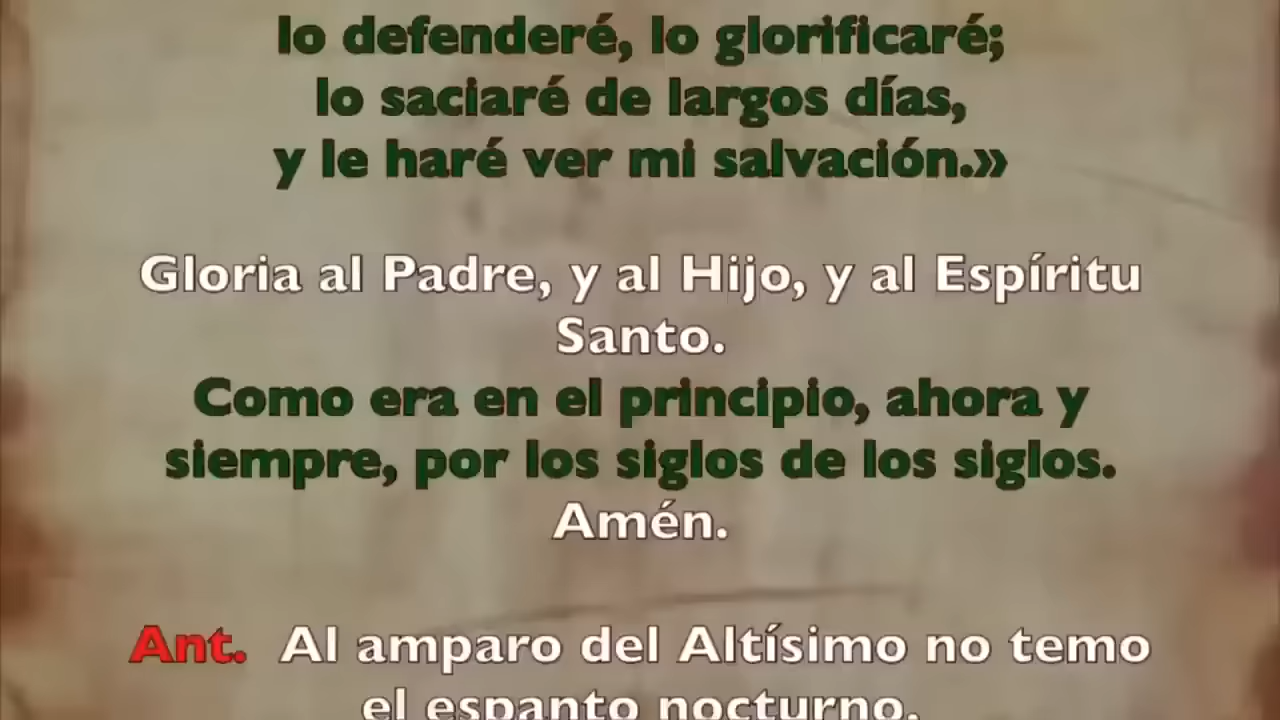 lo defenderé, lo glorificaré;
lo saciaré de largos días,
y le haré ver mi salvación.»
Gloria al Padre, y al Hijo, y al Espíritu
Santo.
Como era en el principio, ahora y
siempre, por los siglos de los siglos.
Amén.
Ant. Al amparo del Altísimo no temo
el espanto nocturno.